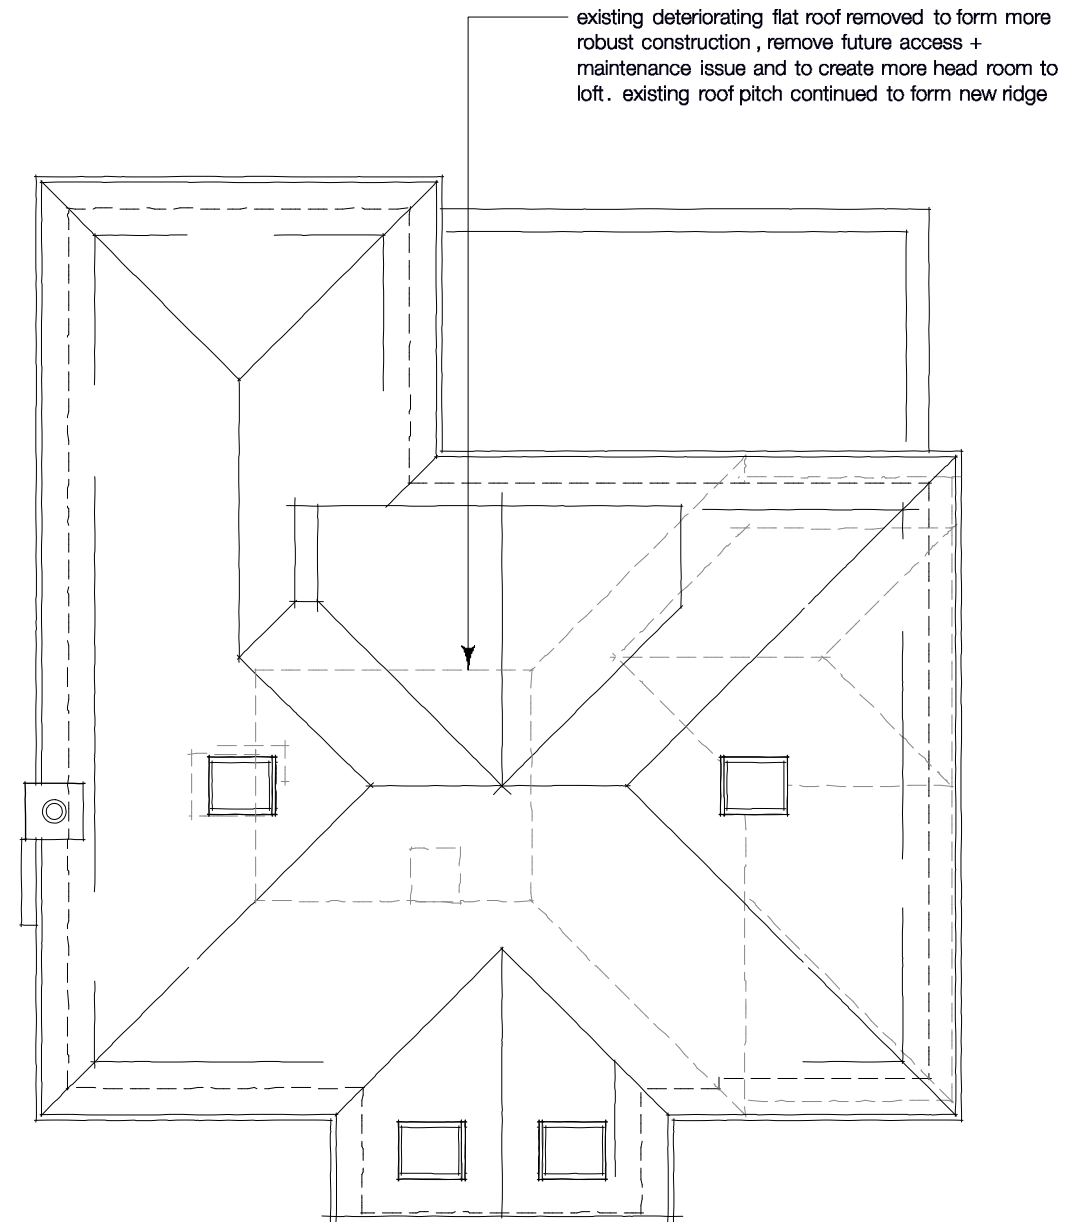 existing deteriorating flat roof removed to form more
robust construction , remove future access +
maintenance issue and to create more head room to
loft. existing roof pitch continued to form new ridge